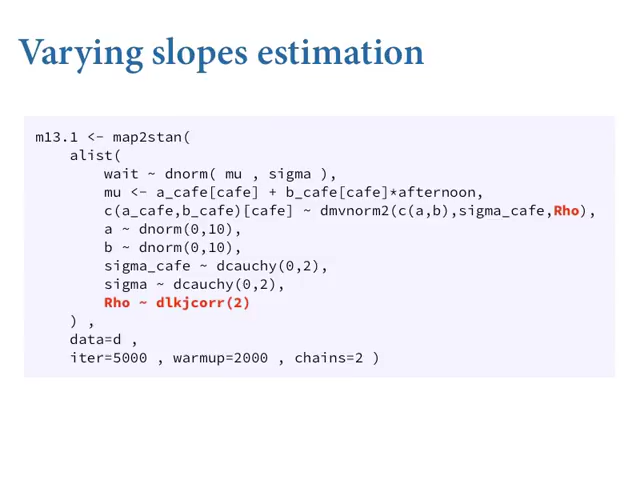 Varying slopes estimation
m13.1 <- map2stan(
    alist(
        wait ~ dnorm( mu , sigma ),
        mu <- a_cafe[cafe] + b_cafe[cafe]*afternoon,
        c(a_cafe,b_cafe)[cafe] ~ dmvnorm2(c(a,b),sigma_cafe,Rho),
        a ~ dnorm(0,10),
        b ~ dnorm(0,10),
        sigma_cafe ~ dcauchy(0,2),
        sigma ~ dcauchy(0,2),
        Rho ~ dlkjcorr(2)
    ) ,
    data=d ,
    iter=5000 , warmup=2000 , chains=2 )